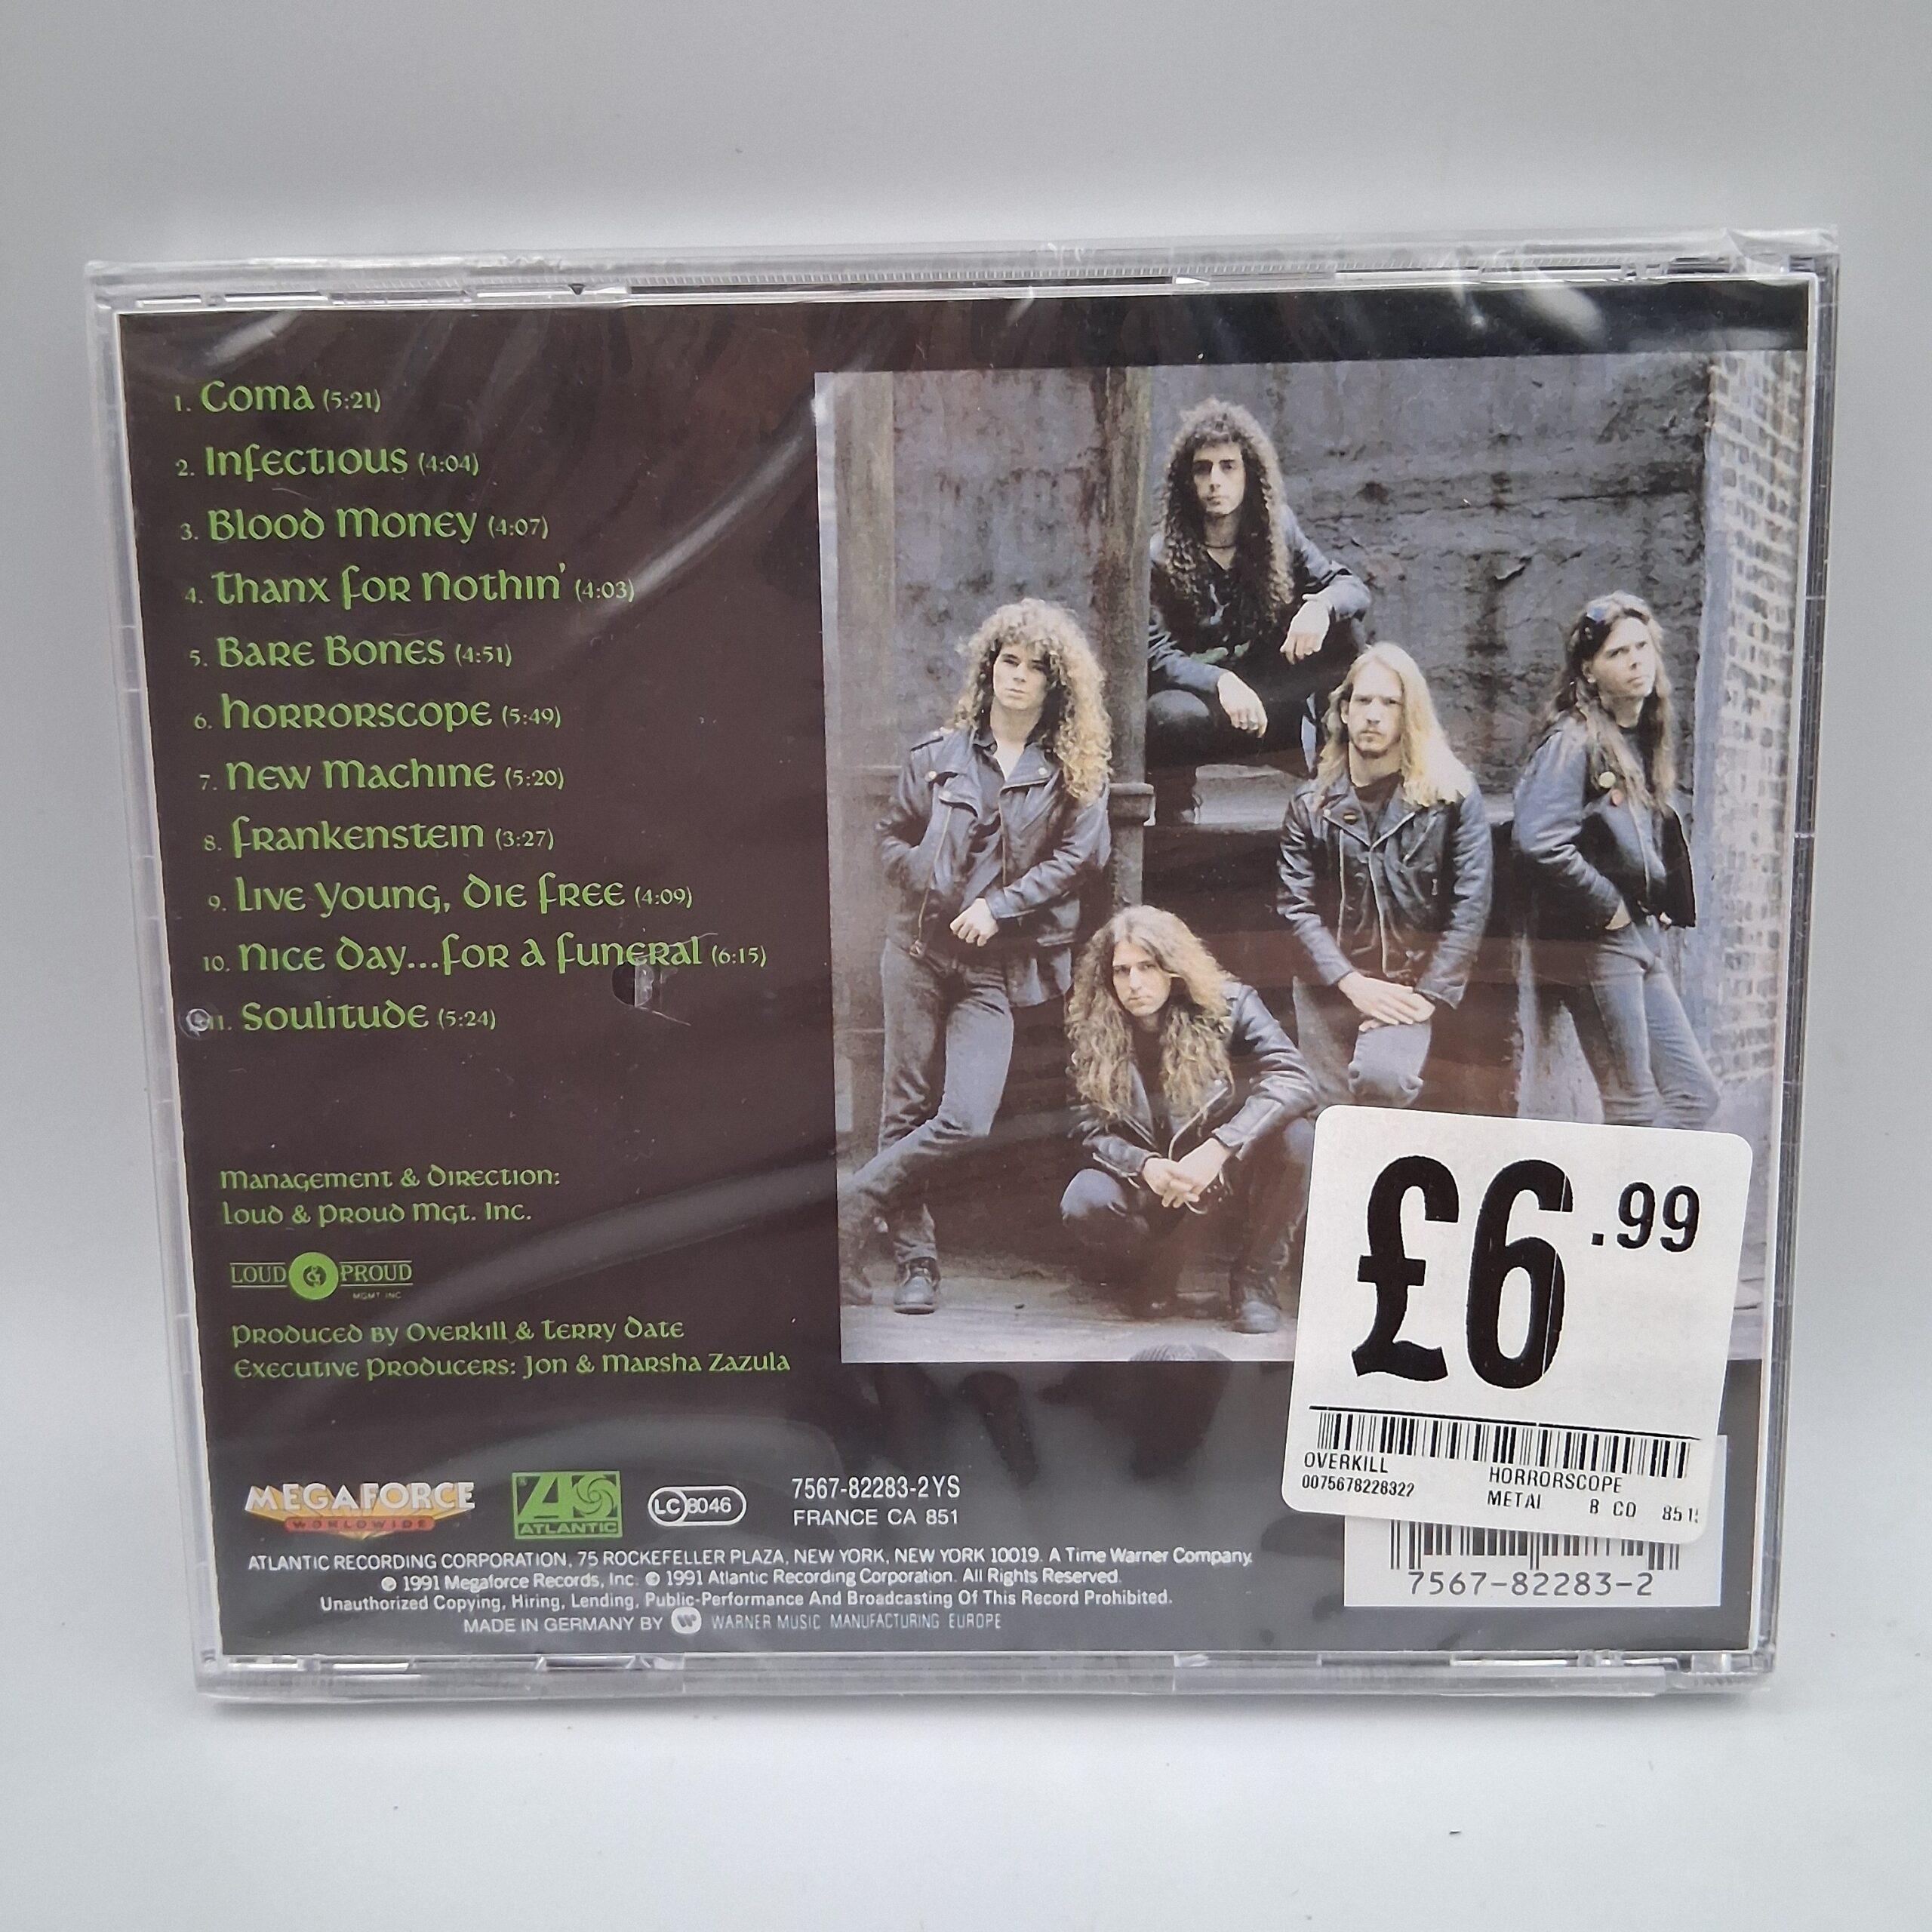 1. Coma (5:21)
2. Infectious (4:04)
3. Blood Money (4:07)
4. Thanx for Nothin' (4:03)
5. Bare Bones (4:51)
6. Horrorscope (5:49)
7. New Machine (5:20)
8. Frankenstein (3:27)
9. Live Young, Die Free (4:09)
10. Nice Day...for a Funeral (6:15)
11. Soulitude (5:24)
Management & Direction:
Loud & Proud Mgt. Inc.
LOUD & PROUD
MGMT INC
Produced by Overkill & Terry Date
Executive Producers: Jon & Marsha Zazula
MEGAFORCE
WORLDWIDE
ATLANTIC
LC 8046
7567-82283-2 YS
FRANCE CA 851
ATLANTIC RECORDING CORPORATION, 75 ROCKEFELLER PLAZA, NEW YORK, NEW YORK 10019. A Time Warner Company.
℗ 1991 Megaforce Records, Inc. © 1991 Atlantic Recording Corporation. All Rights Reserved.
Unauthorized Copying, Hiring, Lending, Public-Performance And Broadcasting Of This Record Prohibited.
MADE IN GERMANY BY WARNER MUSIC MANUFACTURING EUROPE
£6.99
OVERKILL HORRORSCOPE
0075678228322 METAL B CD 851
7567-82283-2